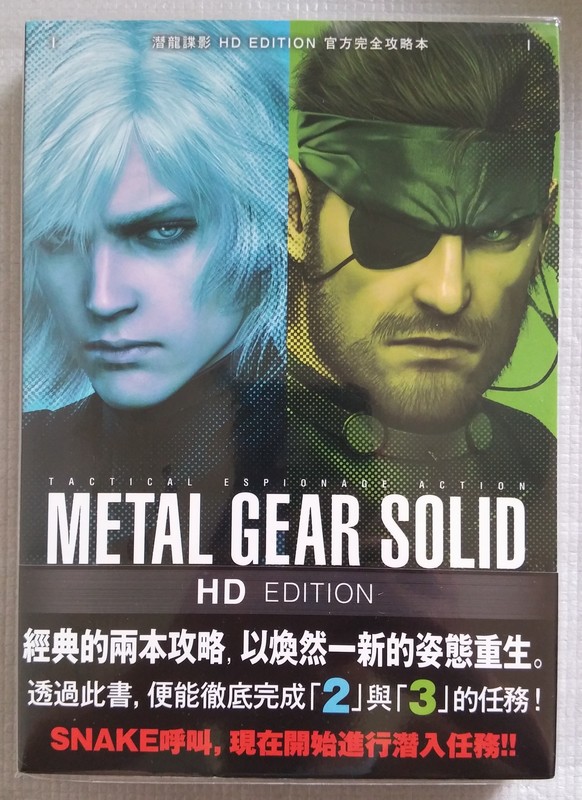 潛龍諜影 HD EDITION 官方完全攻略本
TACTICAL ESPIONAGE ACTION
METAL GEAR SOLID
HD EDITION
經典的兩本攻略,以煥然一新的姿態重生。
透過此書,便能徹底完成「2」與「3」的任務!
SNAKE呼叫,現在開始進行潛入任務!!